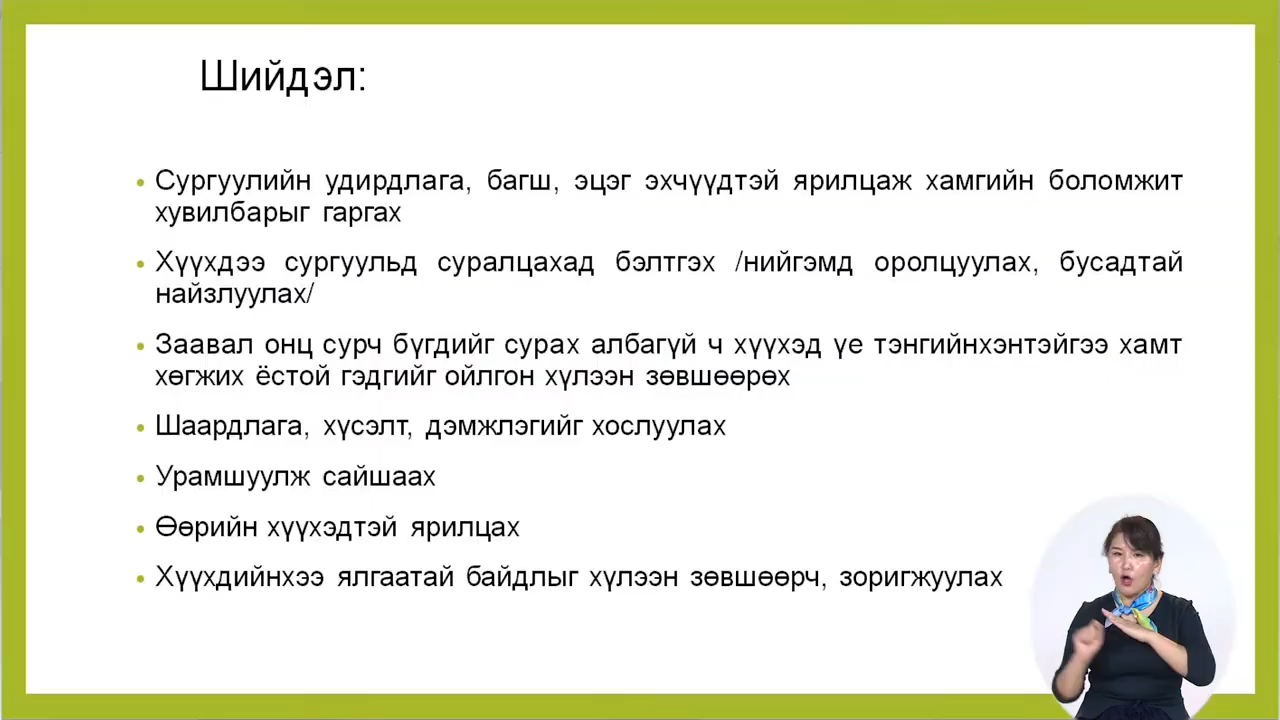 Шийдэл:
• Сургуулийн удирдлага, багш, эцэг эхчүүдтэй ярилцаж хамгийн боломжит
хувилбарыг гаргах
• Хүүхдээ сургуульд суралцахад бэлтгэх /нийгэмд оролцуулах, бусадтай
найзлуулах/
• Заавал онц сурч бүгдийг сурах албагүй ч хүүхэд үе тэнгийнхэнтэйгээ хамт
хөгжих ёстой гэдгийг ойлгон хүлээн зөвшөөрөх
• Шаардлага, хүсэлт, дэмжлэгийг хослуулах
• Урамшуулж сайшаах
• Өөрийн хүүхэдтэй ярилцах
• Хүүхдийнхээ ялгаатай байдлыг хүлээн зөвшөөрч, зоригжуулах